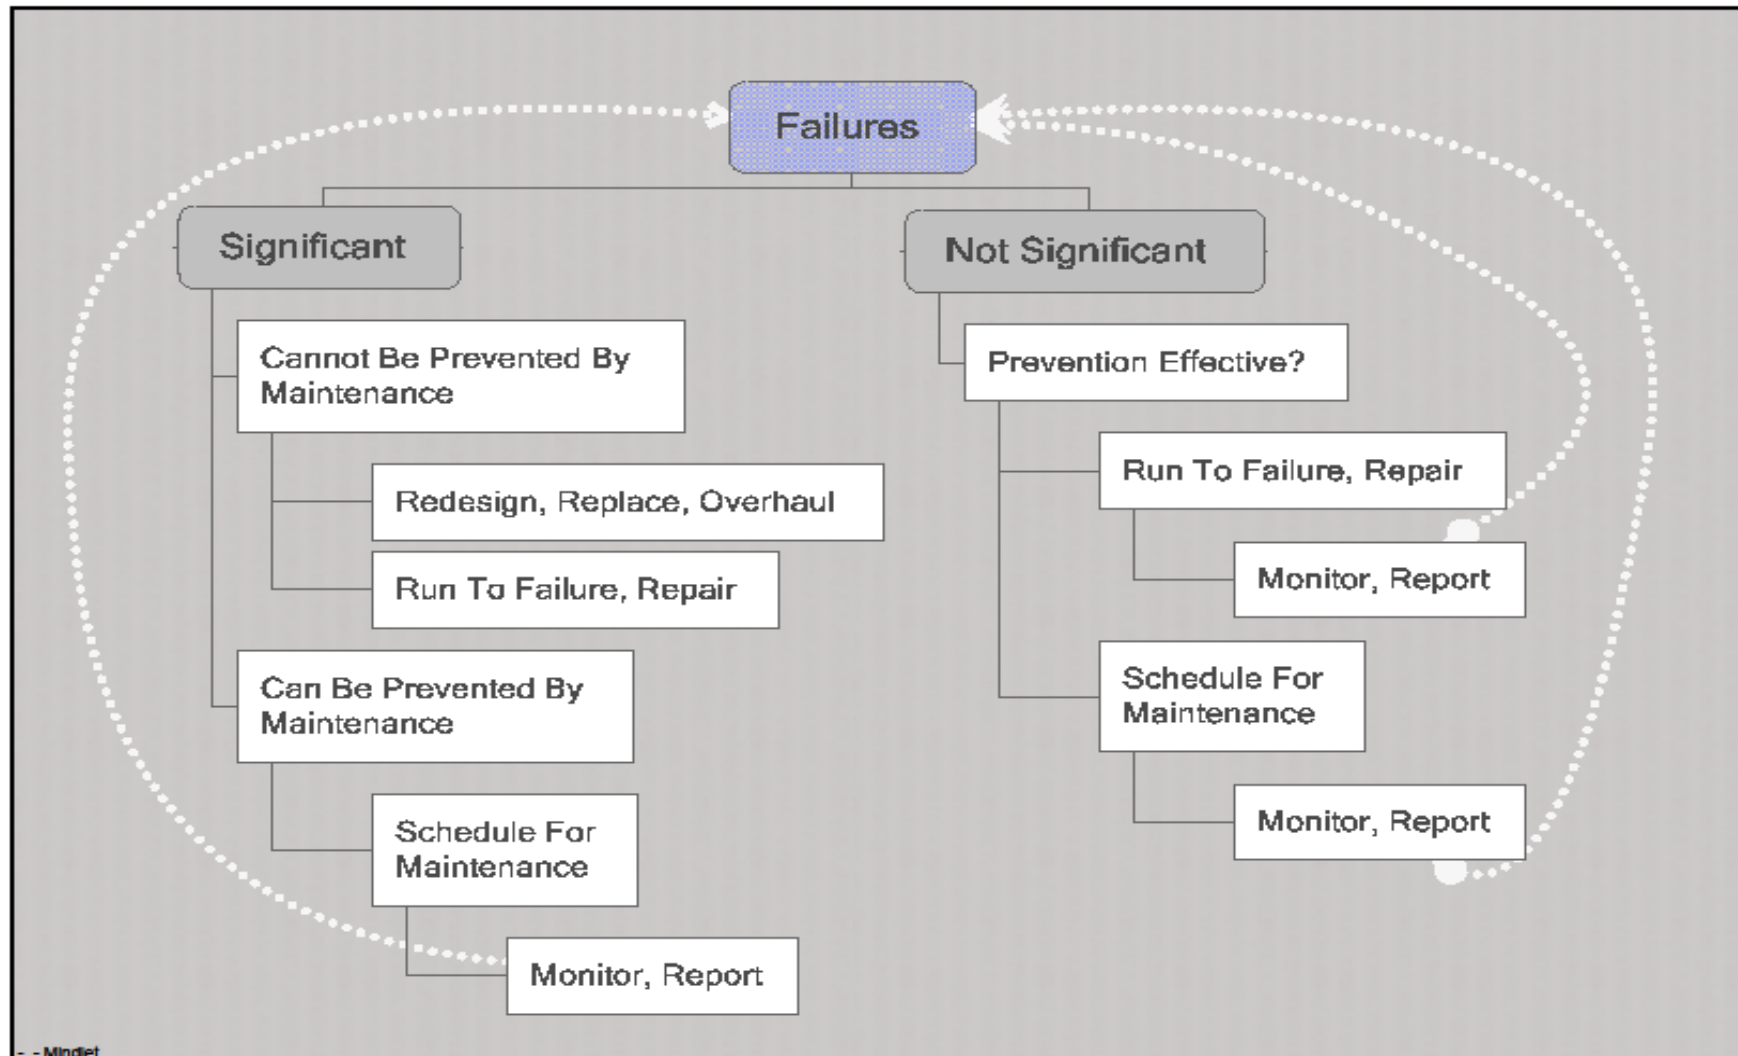 Failures
Significant
Cannot Be Prevented By
Maintenance
Redesign, Replace, Overhaul
Run To Failure, Repair
Can Be Prevented By
Maintenance
Schedule For
Maintenance
Monitor, Report
Not Significant
Prevention Effective?
Run To Failure, Repair
Monitor, Report
Schedule For
Maintenance
Monitor, Report
- - Mindjet